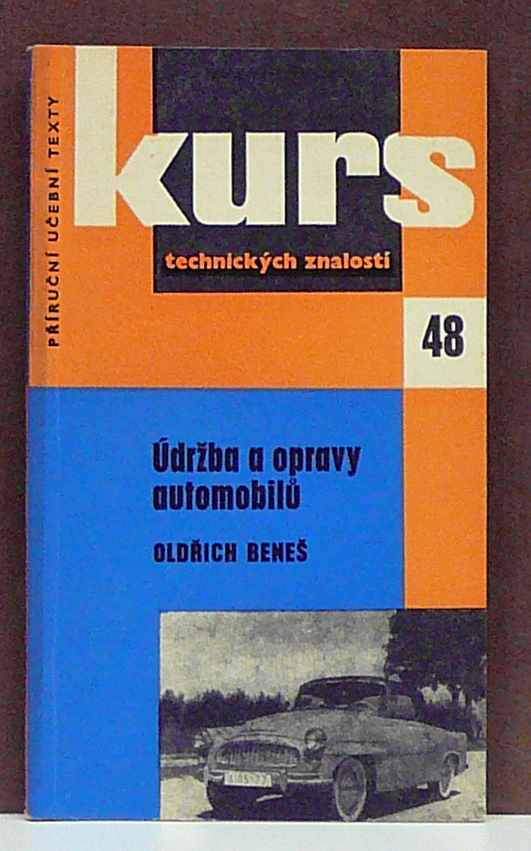 PŘÍRUČNÍ UČEBNÍ TEXTY
kurs
technických znalostí
48
Údržba a opravy
automobilů
OLDŘICH BENEŠ